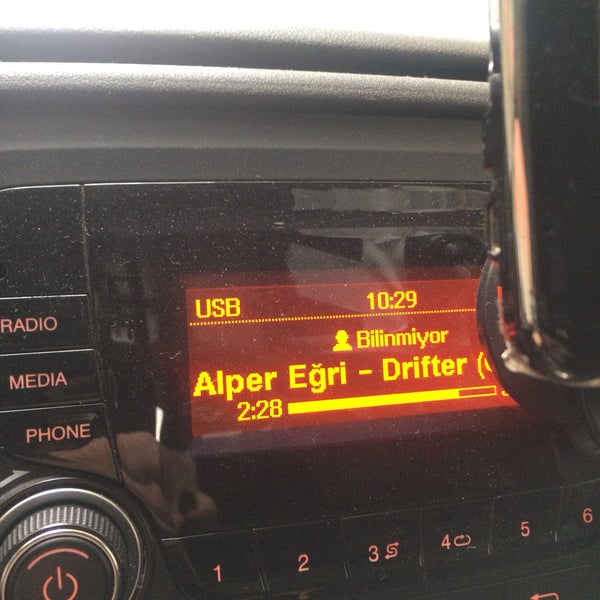 USB 10:29
Bilinmiyor
RADIO
Alper Eğri - Drifter (
MEDIA
2:28
PHONE
1 2 3 4 5 6